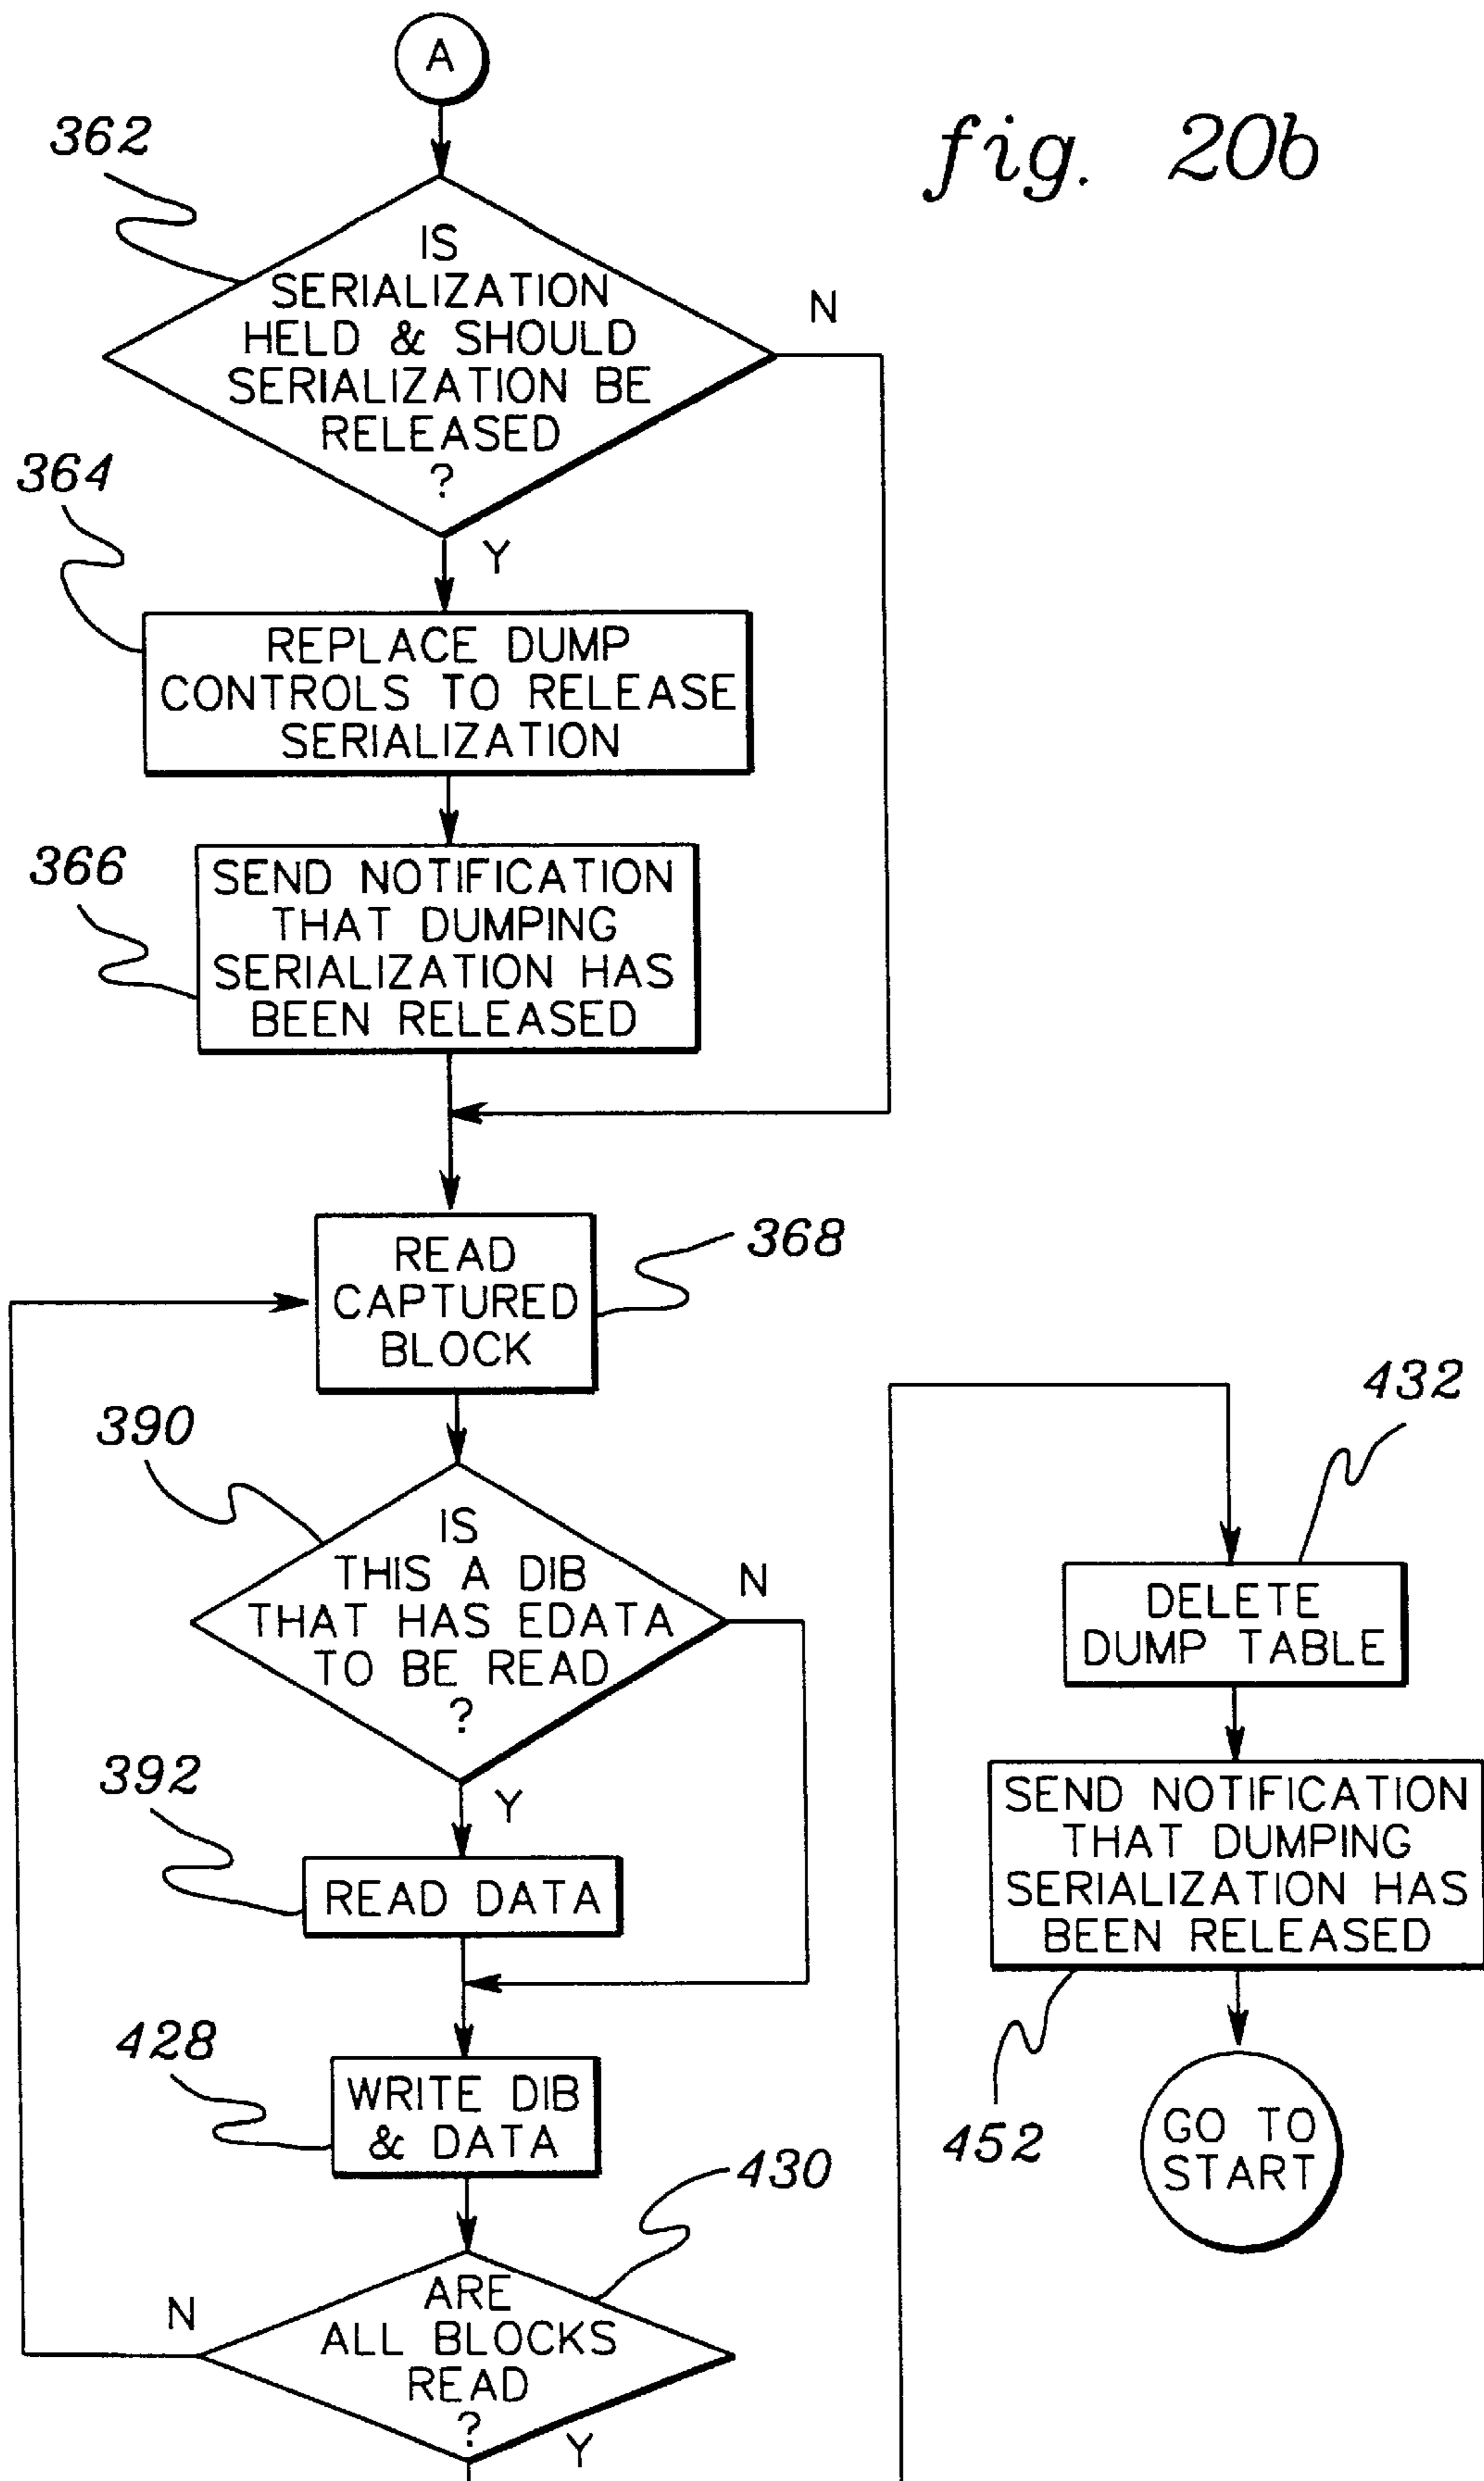 A
fig. 20b
362
IS
SERIALIZATION
HELD & SHOULD
SERIALIZATION BE
RELEASED
?
N
Y
364
REPLACE DUMP
CONTROLS TO RELEASE
SERIALIZATION
366
SEND NOTIFICATION
THAT DUMPING
SERIALIZATION HAS
BEEN RELEASED
368
READ
CAPTURED
BLOCK
390
IS
THIS A DIB
THAT HAS EDATA
TO BE READ
?
N
Y
392
READ DATA
428
WRITE DIB
& DATA
430
ARE
ALL BLOCKS
READ
?
N
Y
432
DELETE
DUMP TABLE
SEND NOTIFICATION
THAT DUMPING
SERIALIZATION HAS
BEEN RELEASED
452
GO TO
START